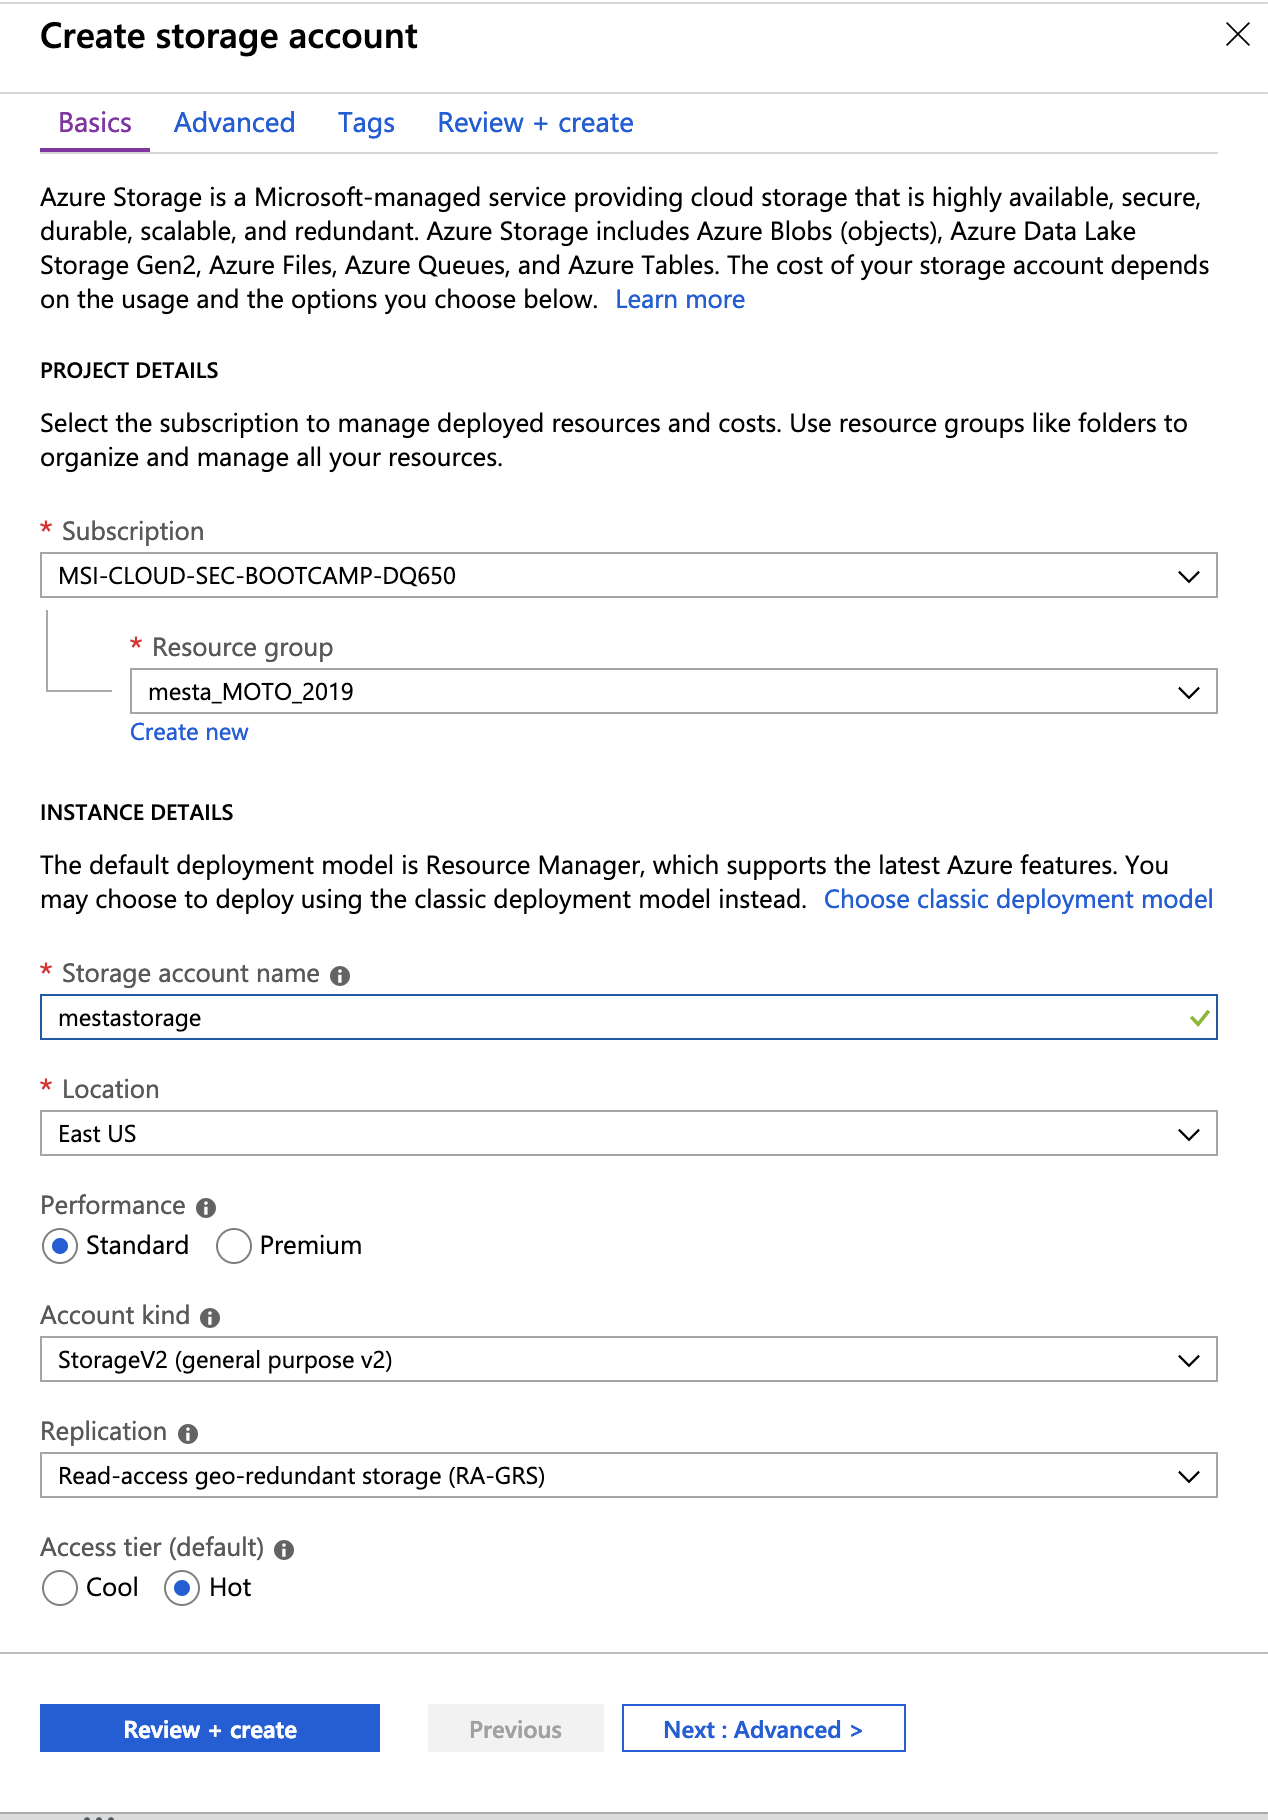 Create storage account
Basics Advanced Tags Review + create
Azure Storage is a Microsoft-managed service providing cloud storage that is highly available, secure,
durable, scalable, and redundant. Azure Storage includes Azure Blobs (objects), Azure Data Lake
Storage Gen2, Azure Files, Azure Queues, and Azure Tables. The cost of your storage account depends
on the usage and the options you choose below. Learn more
PROJECT DETAILS
Select the subscription to manage deployed resources and costs. Use resource groups like folders to
organize and manage all your resources.
* Subscription
MSI-CLOUD-SEC-BOOTCAMP-DQ650
* Resource group
mesta_MOTO_2019
Create new
INSTANCE DETAILS
The default deployment model is Resource Manager, which supports the latest Azure features. You
may choose to deploy using the classic deployment model instead. Choose classic deployment model
* Storage account name
mestastorage
* Location
East US
Performance
Standard Premium
Account kind
StorageV2 (general purpose v2)
Replication
Read-access geo-redundant storage (RA-GRS)
Access tier (default)
Cool Hot
Review + create Previous Next : Advanced >